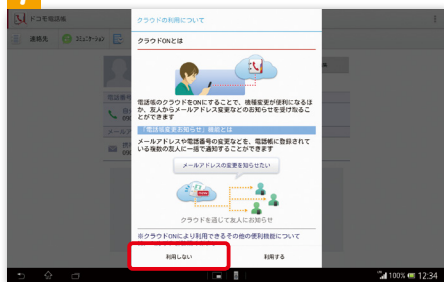 ドコモ電話帳
連絡先
コミュニケーション
クラウドの利用について
クラウドONとは
電話帳のクラウドをONにすることで、機種変更が便利になるほ
か、友人からメールアドレス変更などのお知らせを受け取るこ
とができます
「電話帳変更お知らせ」機能とは
メールアドレスや電話番号の変更などを、電話帳に登録されて
いる複数の友人に一括で通知することができます
メールアドレスの変更を知らせたい
クラウドを通じて友人にお知らせ
※クラウドONにより利用できるその他の便利機能について
利用しない
利用する
100%
12:34